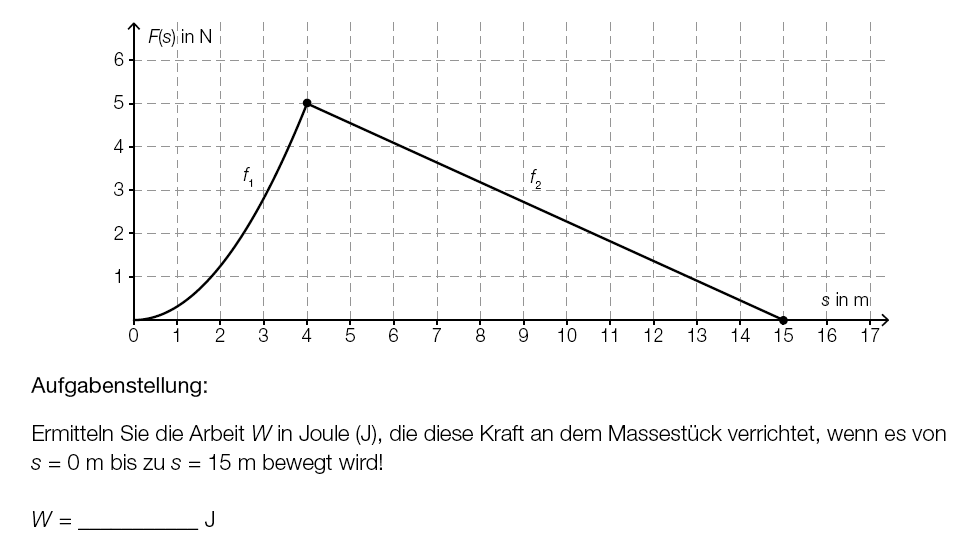 F(s) in N
6
5
4
3
2
1
f₁
f₂
s in m
0 1 2 3 4 5 6 7 8 9 10 11 12 13 14 15 16 17
Aufgabenstellung:
Ermitteln Sie die Arbeit W in Joule (J), die diese Kraft an dem Massestück verrichtet, wenn es von
s = 0 m bis zu s = 15 m bewegt wird!
W = __________ J